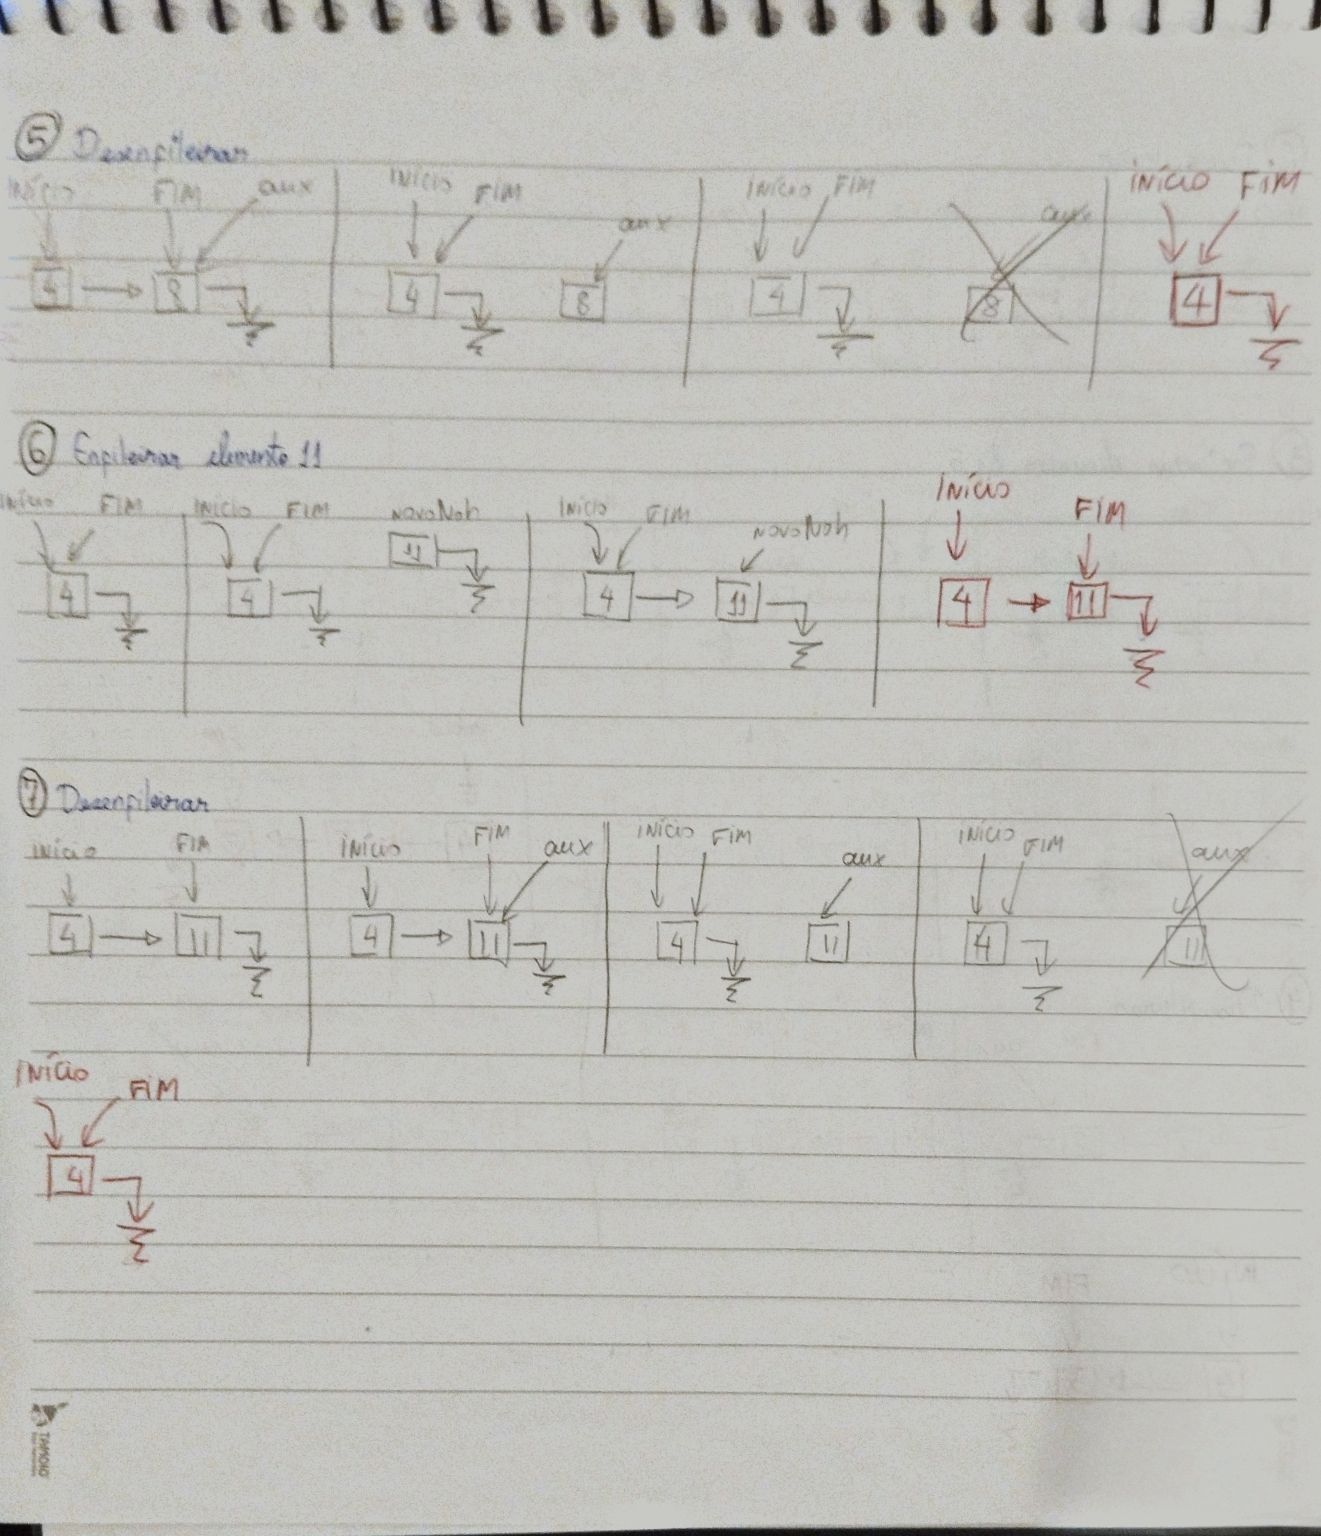 5 Desenfileirar
INÍCIO FIM aux INÍCIO FIM aux INÍCIO FIM aux INÍCIO FIM
4 8 4 8 4 8 4
6 Enfileirar elemento 11
INÍCIO FIM INÍCIO FIM NOVONoh INÍCIO FIM NOVONoh INÍCIO FIM
4 4 11 4 11 4 11
7 Desenfileirar
INÍCIO FIM INÍCIO FIM aux INÍCIO FIM aux INÍCIO FIM aux
4 11 4 11 4 11 4 11
INÍCIO FIM
4
TAMOIO